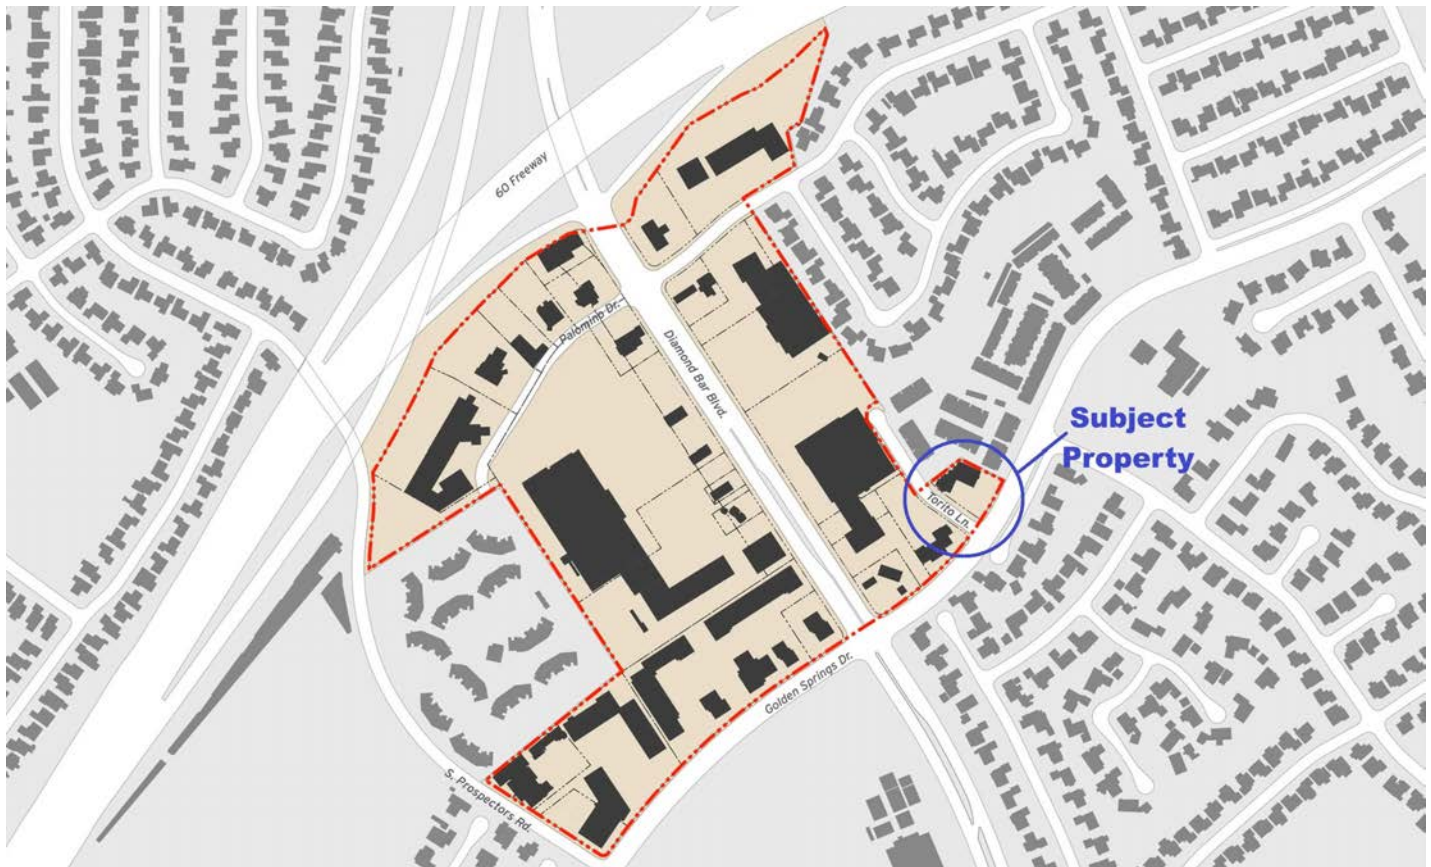 60 Freeway
Palomino Dr.
Diamond Bar Blvd.
Subject
Property
Torito Ln.
Golden Springs Dr.
S. Prospectors Rd.